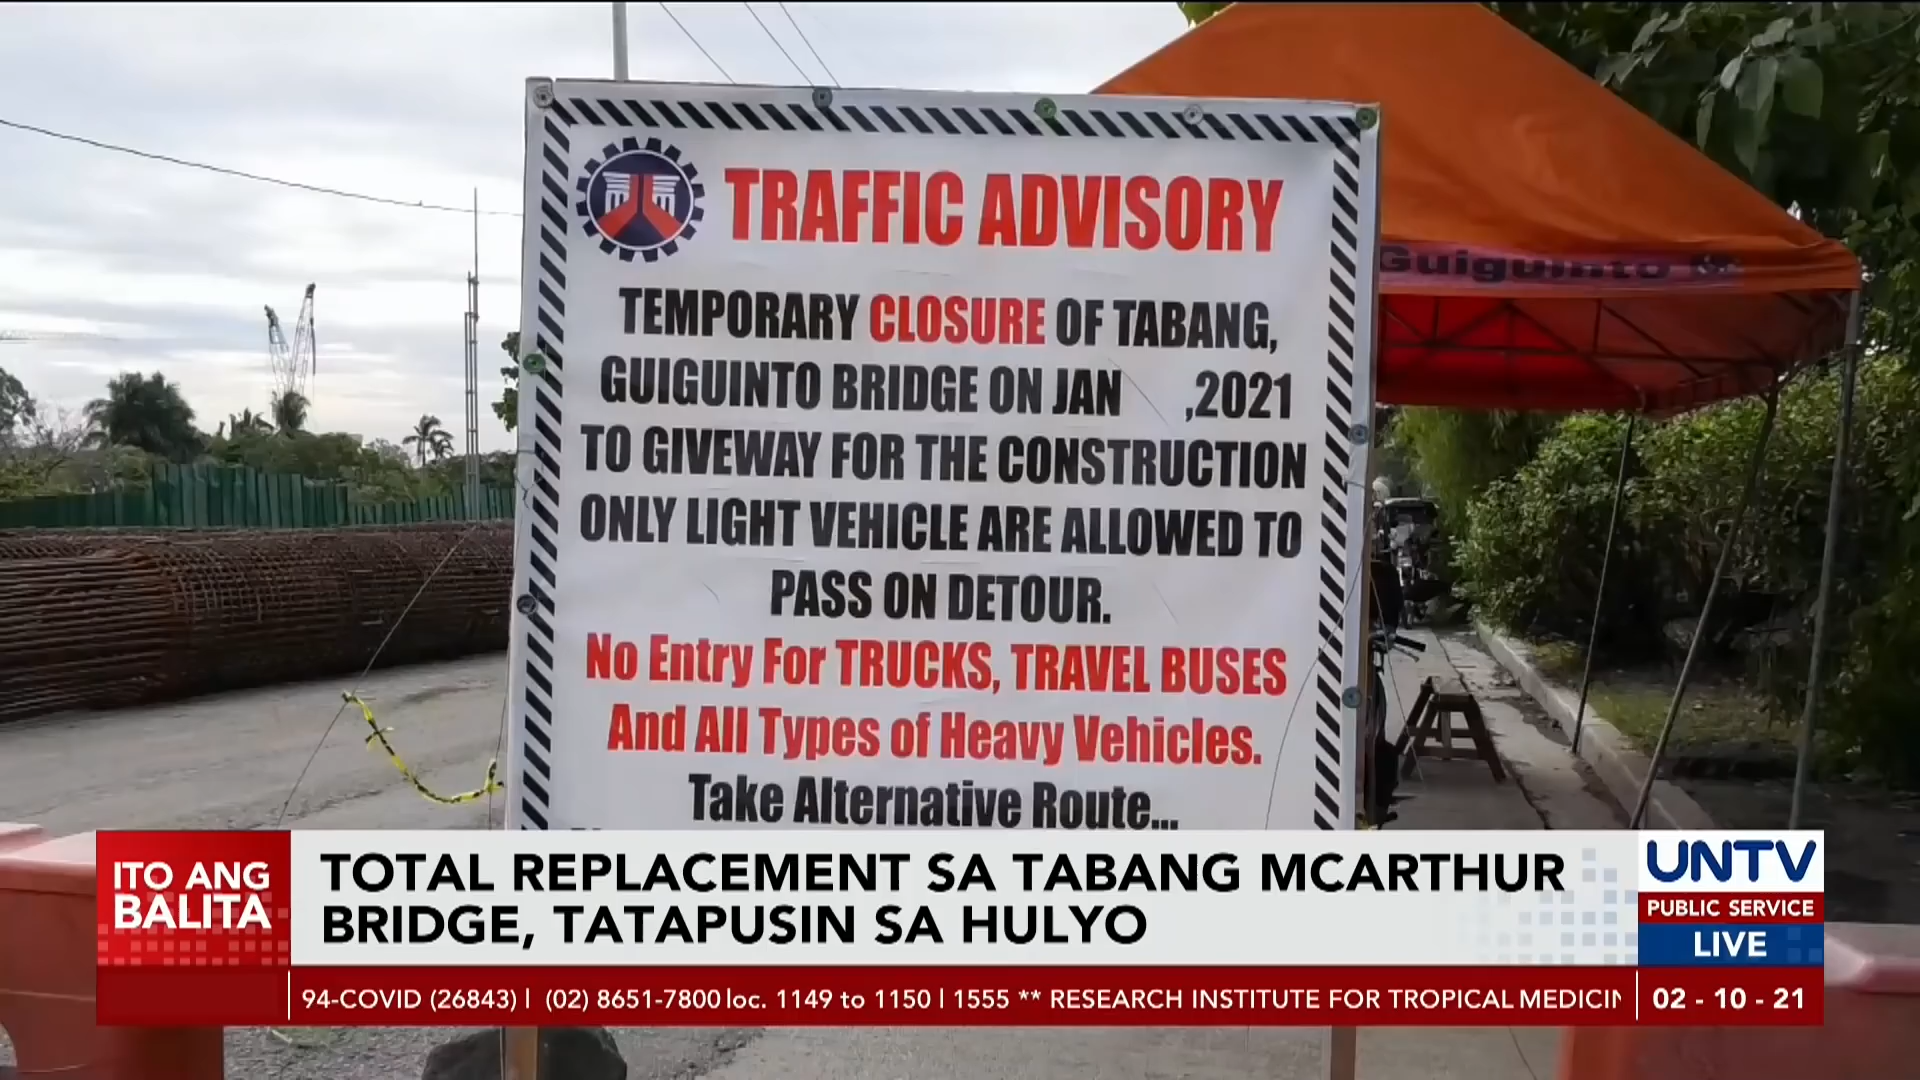 TRAFFIC ADVISORY
TEMPORARY CLOSURE OF TABANG,
GUIGUINTO BRIDGE ON JAN ,2021
TO GIVEWAY FOR THE CONSTRUCTION
ONLY LIGHT VEHICLE ARE ALLOWED TO
PASS ON DETOUR.
No Entry For TRUCKS, TRAVEL BUSES
And All Types of Heavy Vehicles.
Take Alternative Route...
Guiguinto
ITO ANG
BALITA
TOTAL REPLACEMENT SA TABANG MCARTHUR
BRIDGE, TATAPUSIN SA HULYO
UNTV
PUBLIC SERVICE
LIVE
94-COVID (26843) | (02) 8651-7800 loc. 1149 to 1150 | 1555 ** RESEARCH INSTITUTE FOR TROPICAL MEDICIN
02 - 10 - 21